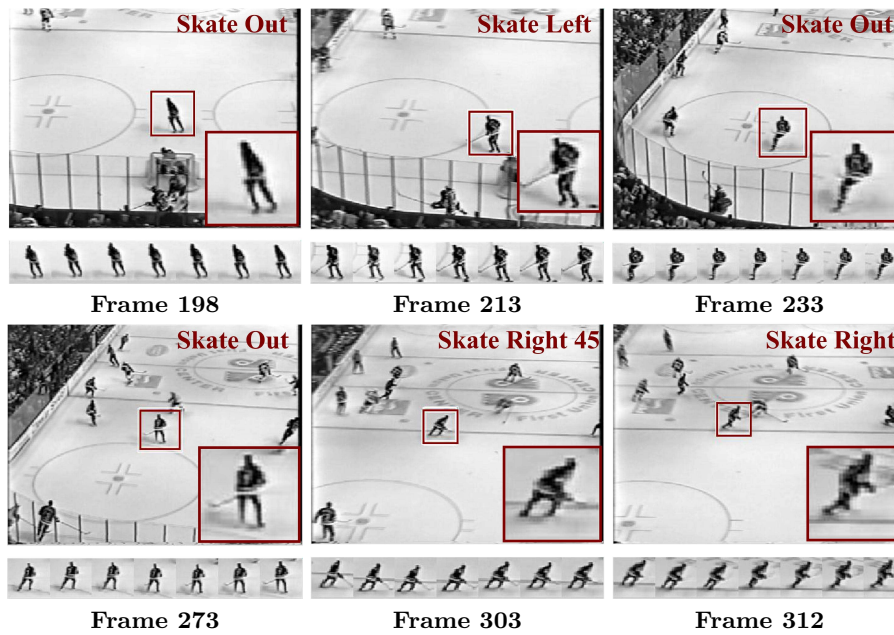 Skate Out
Skate Left
Skate Out
Frame 198
Frame 213
Frame 233
Skate Out
Skate Right 45
Skate Right
Frame 273
Frame 303
Frame 312